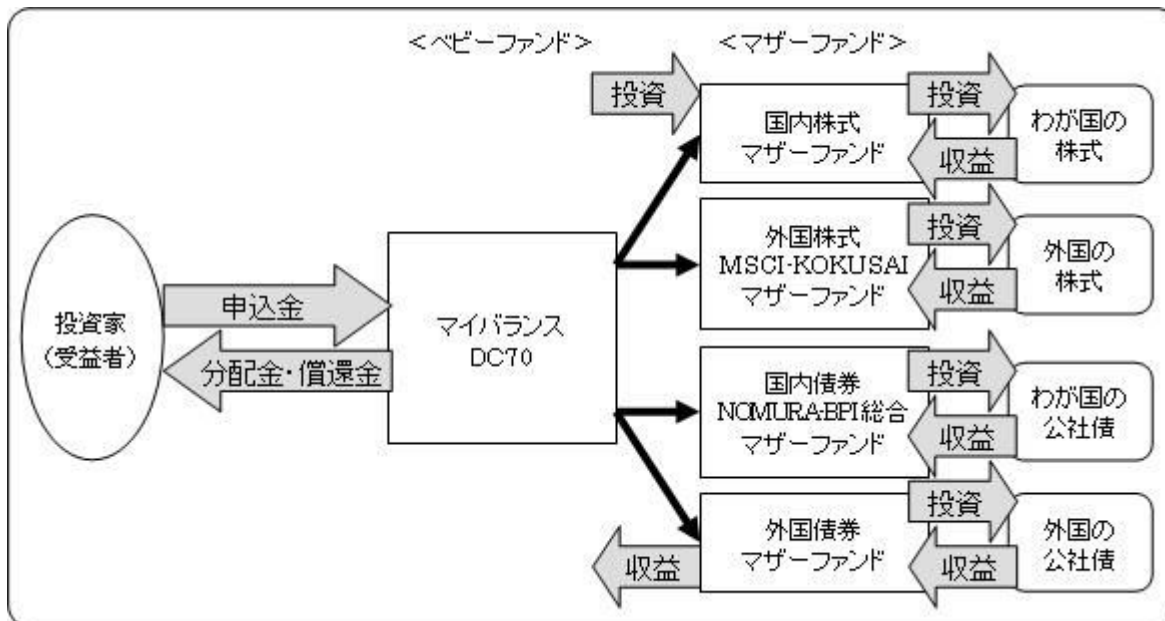 ＜ベビーファンド＞
＜マザーファンド＞
投資
国内株式
マザーファンド
投資
収益
わが国の
株式
外国株式
MSCI-KOKUSAI
マザーファンド
投資
収益
外国の
株式
投資家
（受益者）
申込金
分配金・償還金
マイバランス
DC70
国内債券
NOMURA-BPI総合
マザーファンド
投資
収益
わが国の
公社債
外国債券
マザーファンド
投資
収益
外国の
公社債
収益